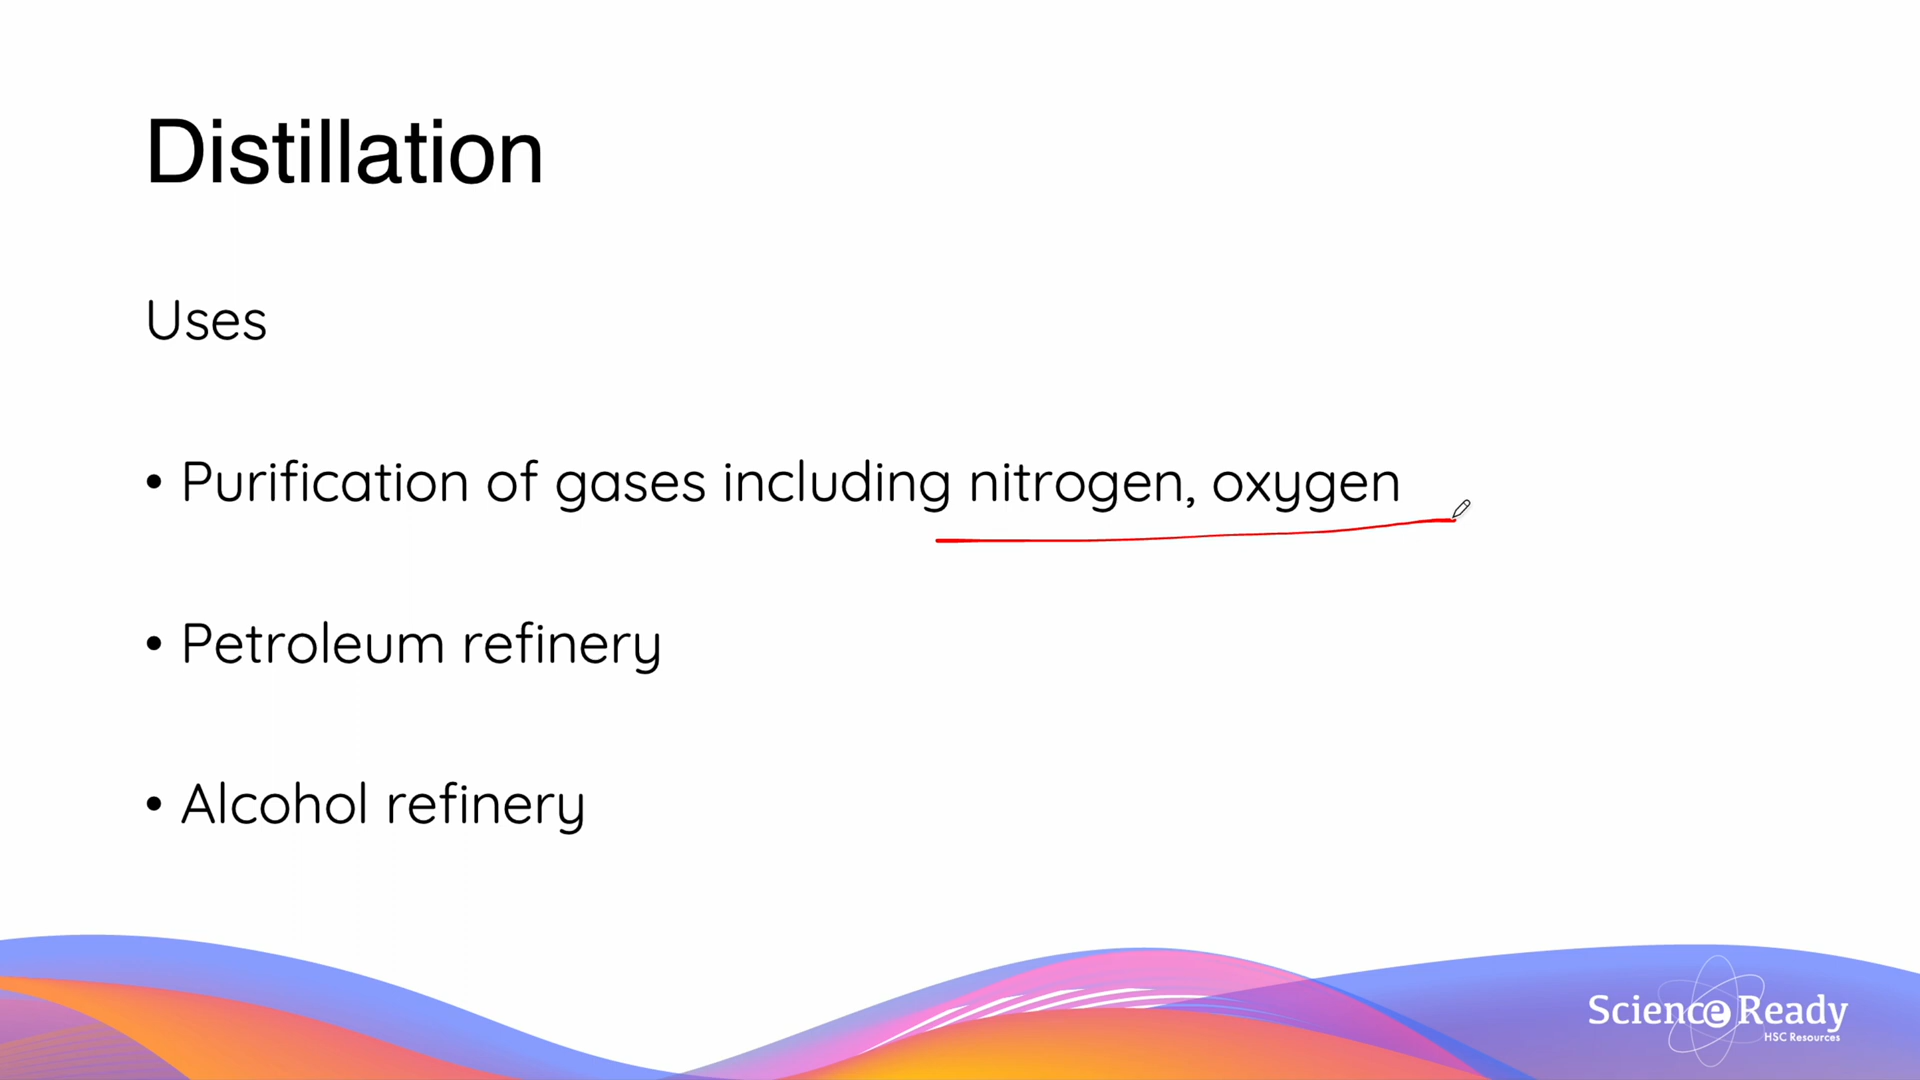 Distillation
Uses
• Purification of gases including nitrogen, oxygen
• Petroleum refinery
• Alcohol refinery
Science Ready
HSC Resources